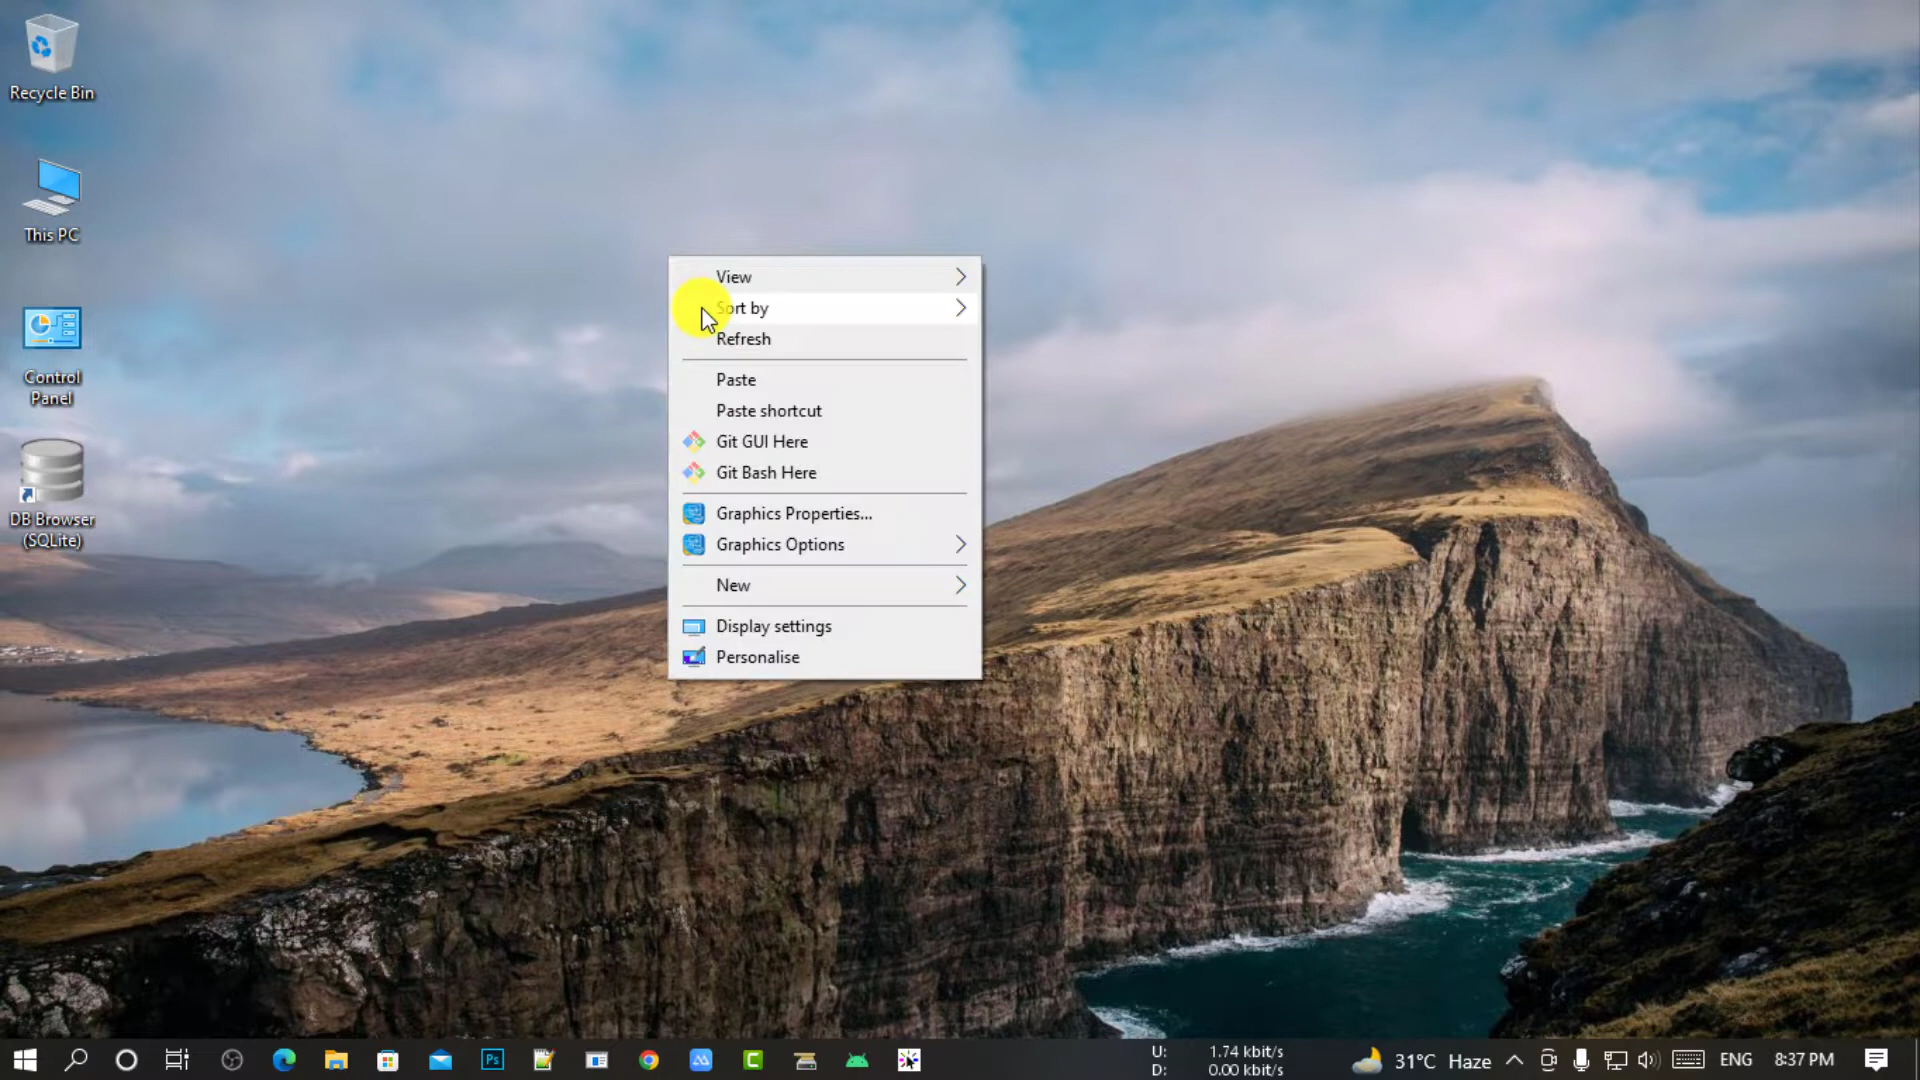 Recycle Bin
This PC
Control
Panel
DB Browser
(SQLite)
View
Sort by
Refresh
Paste
Paste shortcut
Git GUI Here
Git Bash Here
Graphics Properties...
Graphics Options
New
Display settings
Personalise
Ps
U: 1.74 kbit/s
D: 0.00 kbit/s
31°C Haze
ENG
8:37 PM